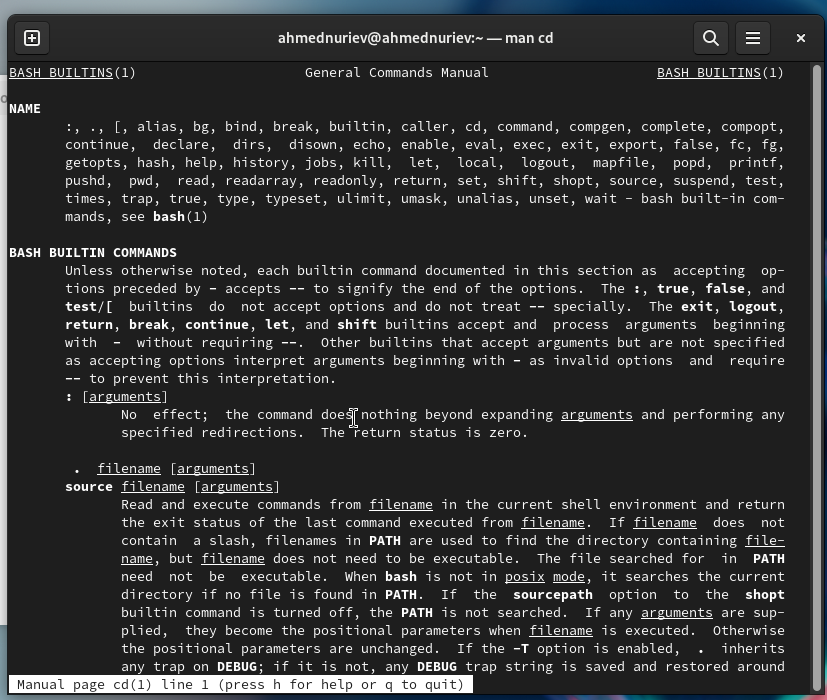 ahmednuriev@ahmednuriev:~ — man cd
BASH BUILTINS(1) General Commands Manual BASH BUILTINS(1)
NAME
:, ., [, alias, bg, bind, break, builtin, caller, cd, command, compgen, complete, compopt,
continue, declare, dirs, disown, echo, enable, eval, exec, exit, export, false, fc, fg,
getopts, hash, help, history, jobs, kill, let, local, logout, mapfile, popd, printf,
pushd, pwd, read, readarray, readonly, return, set, shift, shopt, source, suspend, test,
times, trap, true, type, typeset, ulimit, umask, unalias, unset, wait - bash built-in com-
mands, see bash(1)
BASH BUILTIN COMMANDS
Unless otherwise noted, each builtin command documented in this section as accepting op-
tions preceded by - accepts -- to signify the end of the options. The :, true, false, and
test/[ builtins do not accept options and do not treat -- specially. The exit, logout,
return, break, continue, let, and shift builtins accept and process arguments beginning
with - without requiring --. Other builtins that accept arguments but are not specified
as accepting options interpret arguments beginning with - as invalid options and require
-- to prevent this interpretation.
: [arguments]
No effect; the command does nothing beyond expanding arguments and performing any
specified redirections. The return status is zero.
. filename [arguments]
source filename [arguments]
Read and execute commands from filename in the current shell environment and return
the exit status of the last command executed from filename. If filename does not
contain a slash, filenames in PATH are used to find the directory containing file-
name, but filename does not need to be executable. The file searched for in PATH
need not be executable. When bash is not in posix mode, it searches the current
directory if no file is found in PATH. If the sourcepath option to the shopt
builtin command is turned off, the PATH is not searched. If any arguments are sup-
plied, they become the positional parameters when filename is executed. Otherwise
the positional parameters are unchanged. If the -T option is enabled, . inherits
any trap on DEBUG; if it is not, any DEBUG trap string is saved and restored around
Manual page cd(1) line 1 (press h for help or q to quit)